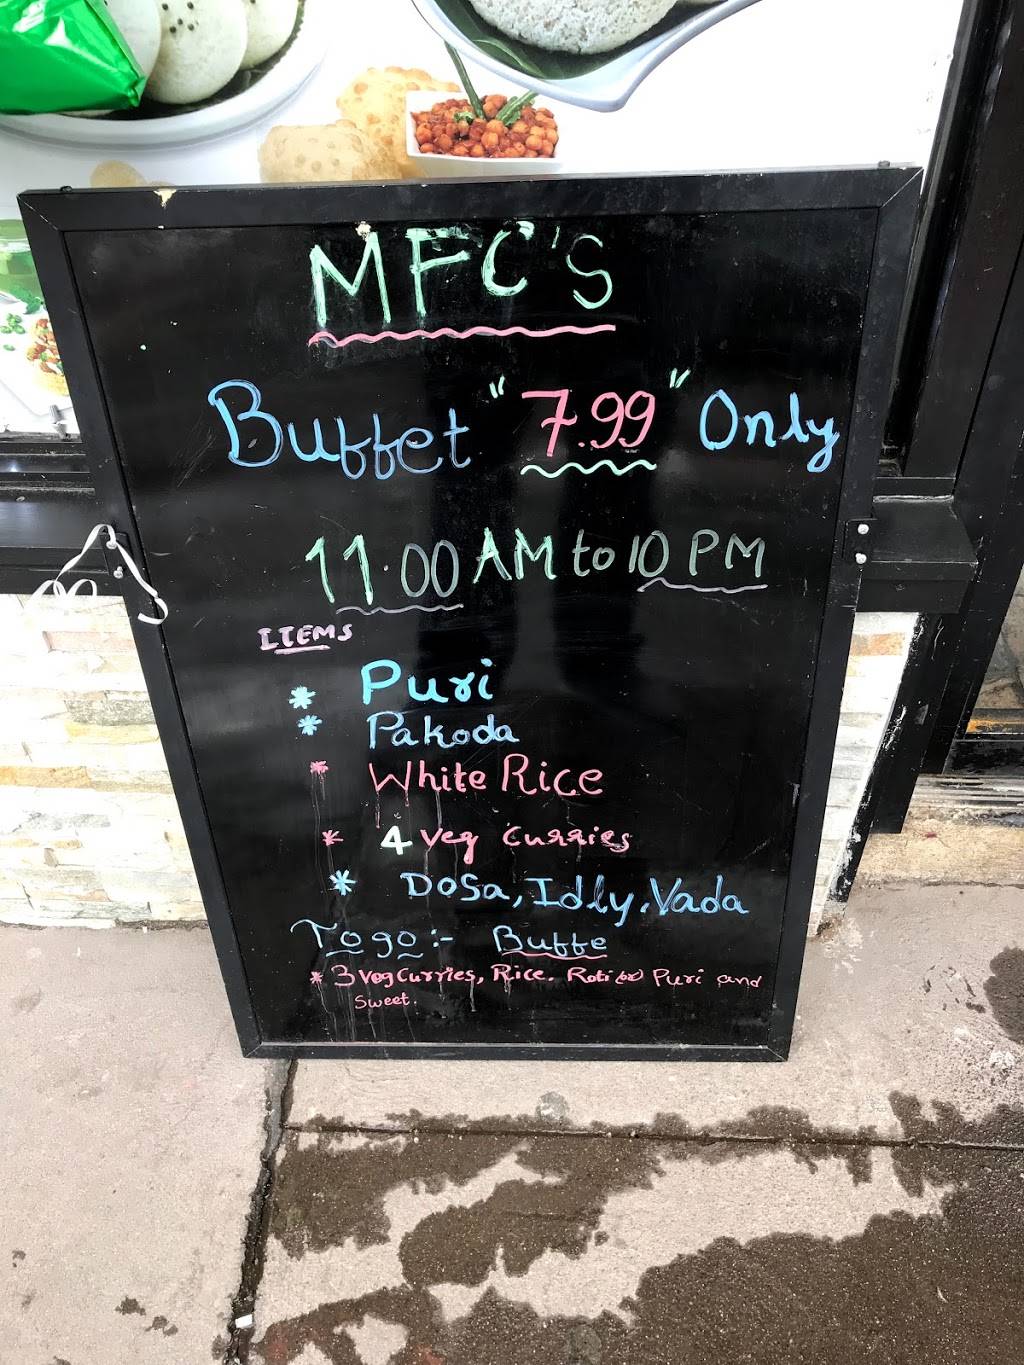 MFC'S
Buffet "7.99" Only
11.00 AM to 10 PM
ITEMS
* Puri
* Pakoda
* White Rice
* 4 Veg Curries
* Dosa, Idly, Vada
Togo :- Buffe
* 3 Veg Curries, Rice. Roti (or) Puri and
Sweet.